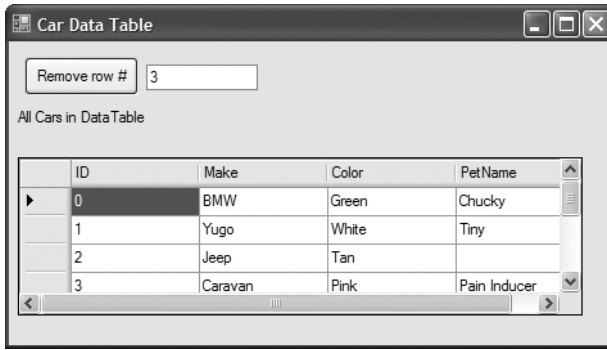 Car Data Table
Remove row # 3
All Cars in DataTable
ID Make Color PetName
0 BMW Green Chucky
1 Yugo White Tiny
2 Jeep Tan
3 Caravan Pink Pain Inducer